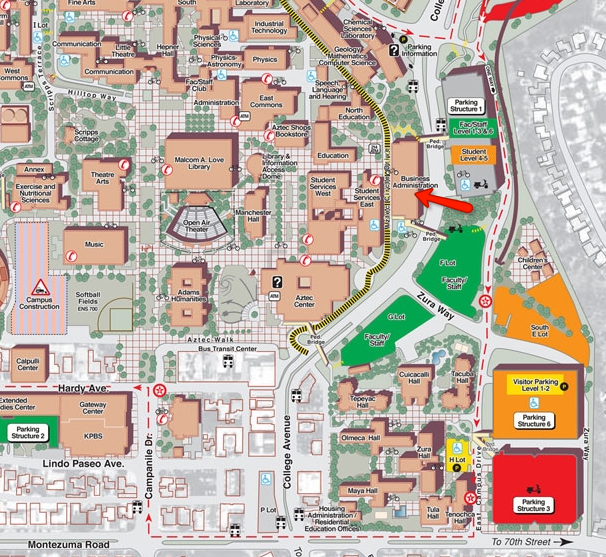 Fine Arts
Laboratory
I Lot
Communication
Little
Theatre
Hepner
Hall
Physical
Sciences
Industrial
Technology
Chemical
Sciences
Laboratory
P
Parking
Information
West
Commons
Communication
Physics-
Astronomy
Physics
Geology
Mathematics
Computer Science
Terrace
Hilltop Way
Fac/Staff
Club
Administration
East
Commons
Speech,
Language
and Hearing
ATM
North
Education
Parking
Structure 1
Fac/Staff
Level 1-3 & 6
Student
Level 4-5
Scripps
Cottage
Aztec Shops
Bookstore
Ped.
Bridge
Annex
Exercise and
Nutritional
Sciences
Theatre
Arts
Malcom A. Love
Library
Library &
Information
Access
Dome
Education
Student
Services
West
Student
Services
East
Business
Administration
Open Air
Theater
Manchester
Hall
Music
Ped.
Bridge
F Lot
Faculty/
Staff
Children's
Center
Campus
Construction
Softball
Fields
ENS 700
Adams
Humanities
Aztec
Center
ATM
Zura Way
G Lot
Faculty/
Staff
South
E Lot
Aztec Walk
Bus Transit Center
Ped.
Bridge
Calpulli
Center
Cuicacalli
Hall
Tacuba
Hall
Tepeyac
Hall
Visitor Parking
Level 1-2
P
Parking
Structure 6
Hardy Ave.
Extended
Studies Center
Gateway
Center
KPBS
Parking
Structure 2
Lindo Paseo Ave.
Campanile Dr.
College Avenue
Olmeca Hall
Zura
Hall
H Lot
P
Ped.
Bridge
East Campus Drive
Zura Way
Maya Hall
Tula
Hall
Tenochca
Hall
Parking
Structure 3
P Lot
Housing
Administration /
Residential
Education Offices
Montezuma Road
To 70th Street